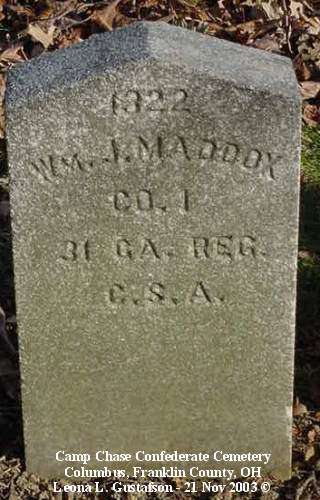 1322
WM. J. MADDOX
CO. I
31 GA. REG.
C.S.A.
Camp Chase Confederate Cemetery
Columbus, Franklin County, OH
Leona L. Gustafson - 21 Nov 2003 ©